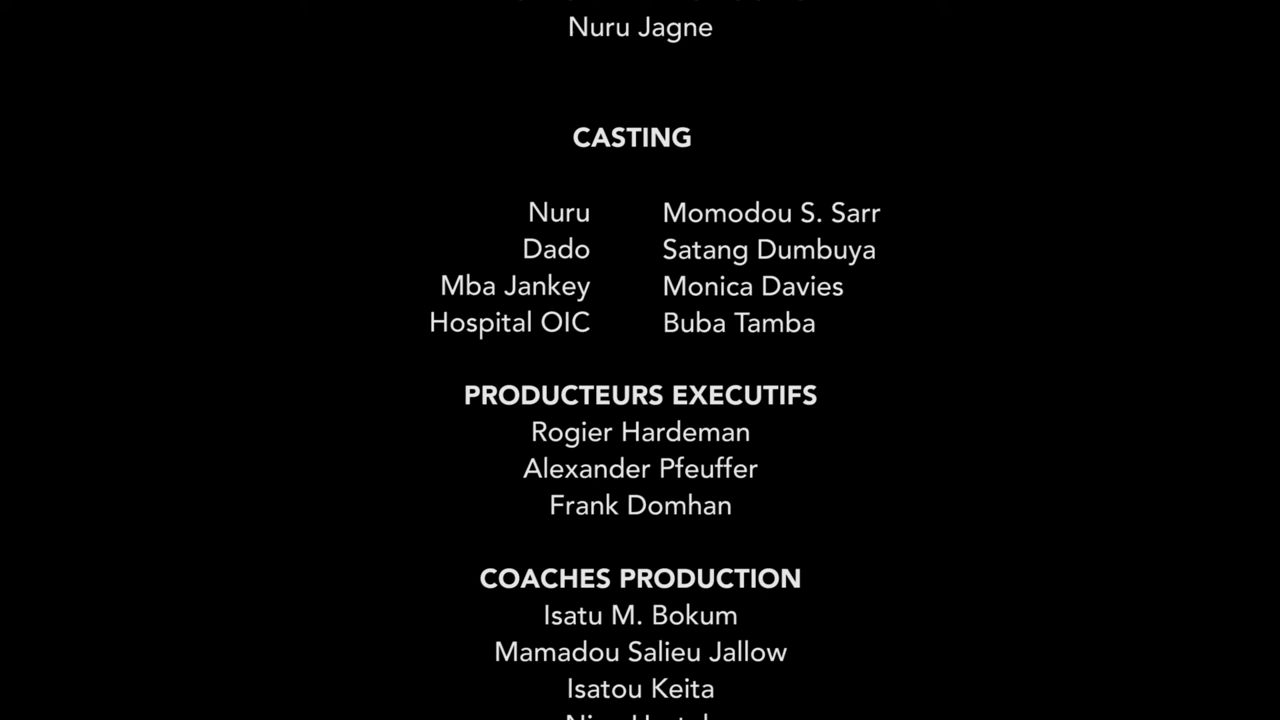 Nuru Jagne
CASTING
Nuru Momodou S. Sarr
Dado Satang Dumbuya
Mba Jankey Monica Davies
Hospital OIC Buba Tamba
PRODUCTEURS EXECUTIFS
Rogier Hardeman
Alexander Pfeuffer
Frank Domhan
COACHES PRODUCTION
Isatu M. Bokum
Mamadou Salieu Jallow
Isatou Keita